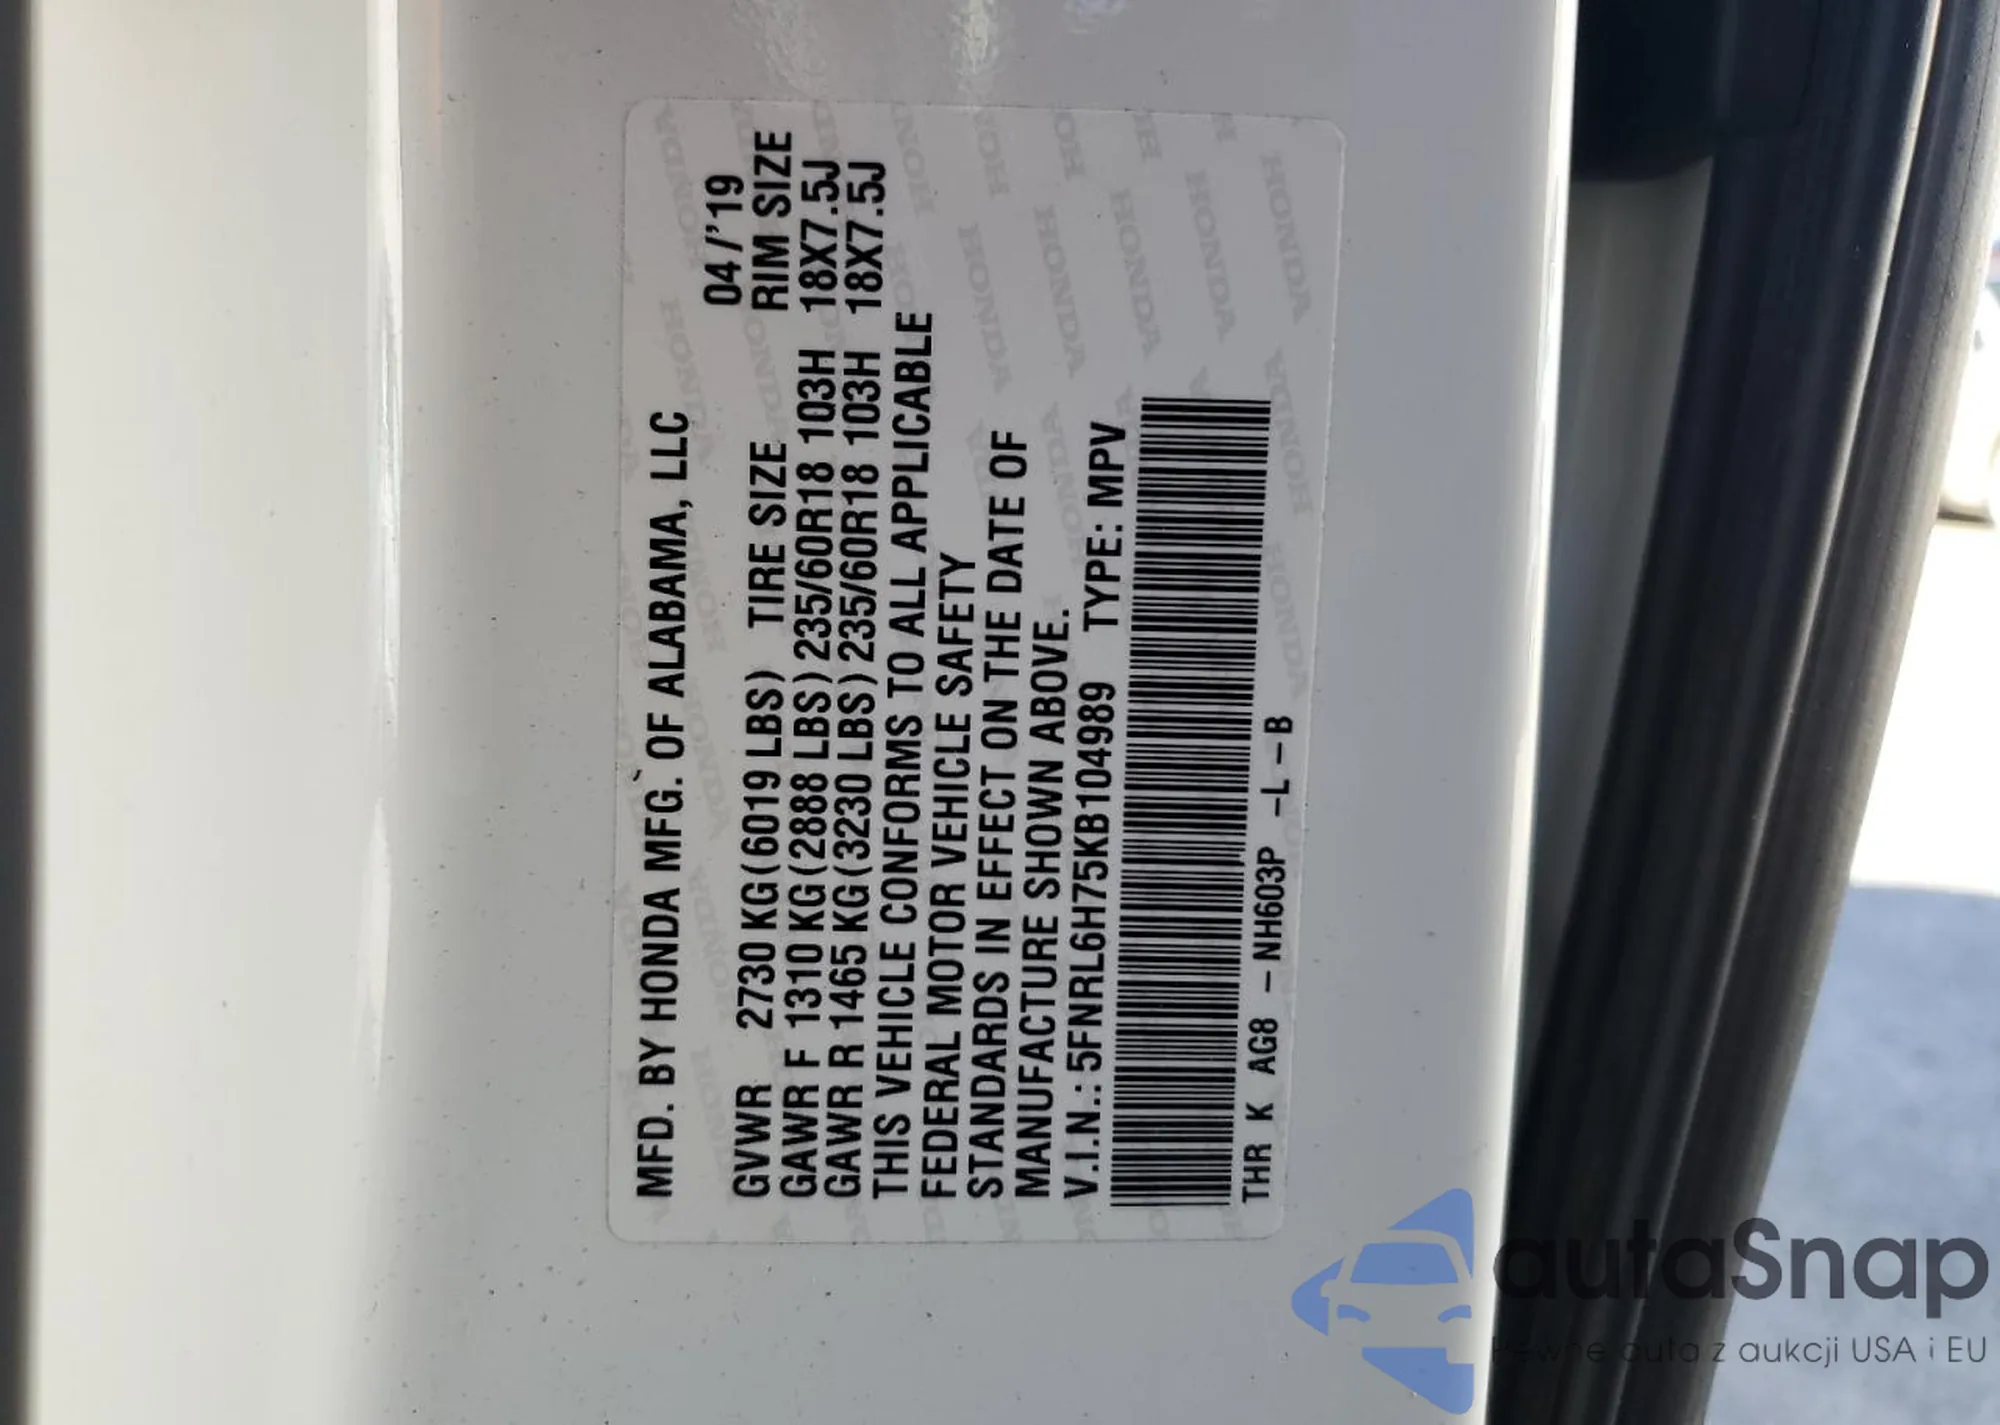 MFD. BY HONDA MFG. OF ALABAMA, LLC
04/'19
GVWR 2730 KG(6019 LBS) TIRE SIZE RIM SIZE
GAWR F 1310 KG(2888 LBS) 235/60R18 103H 18X7.5J
GAWR R 1465 KG(3230 LBS) 235/60R18 103H 18X7.5J
THIS VEHICLE CONFORMS TO ALL APPLICABLE
FEDERAL MOTOR VEHICLE SAFETY
STANDARDS IN EFFECT ON THE DATE OF
MANUFACTURE SHOWN ABOVE.
V.I.N.: 5FNRL6H75KB104989 TYPE: MPV
THR K AG8 - NH603P -L-B
autaSnap
Pewne auta z aukcji USA i EU